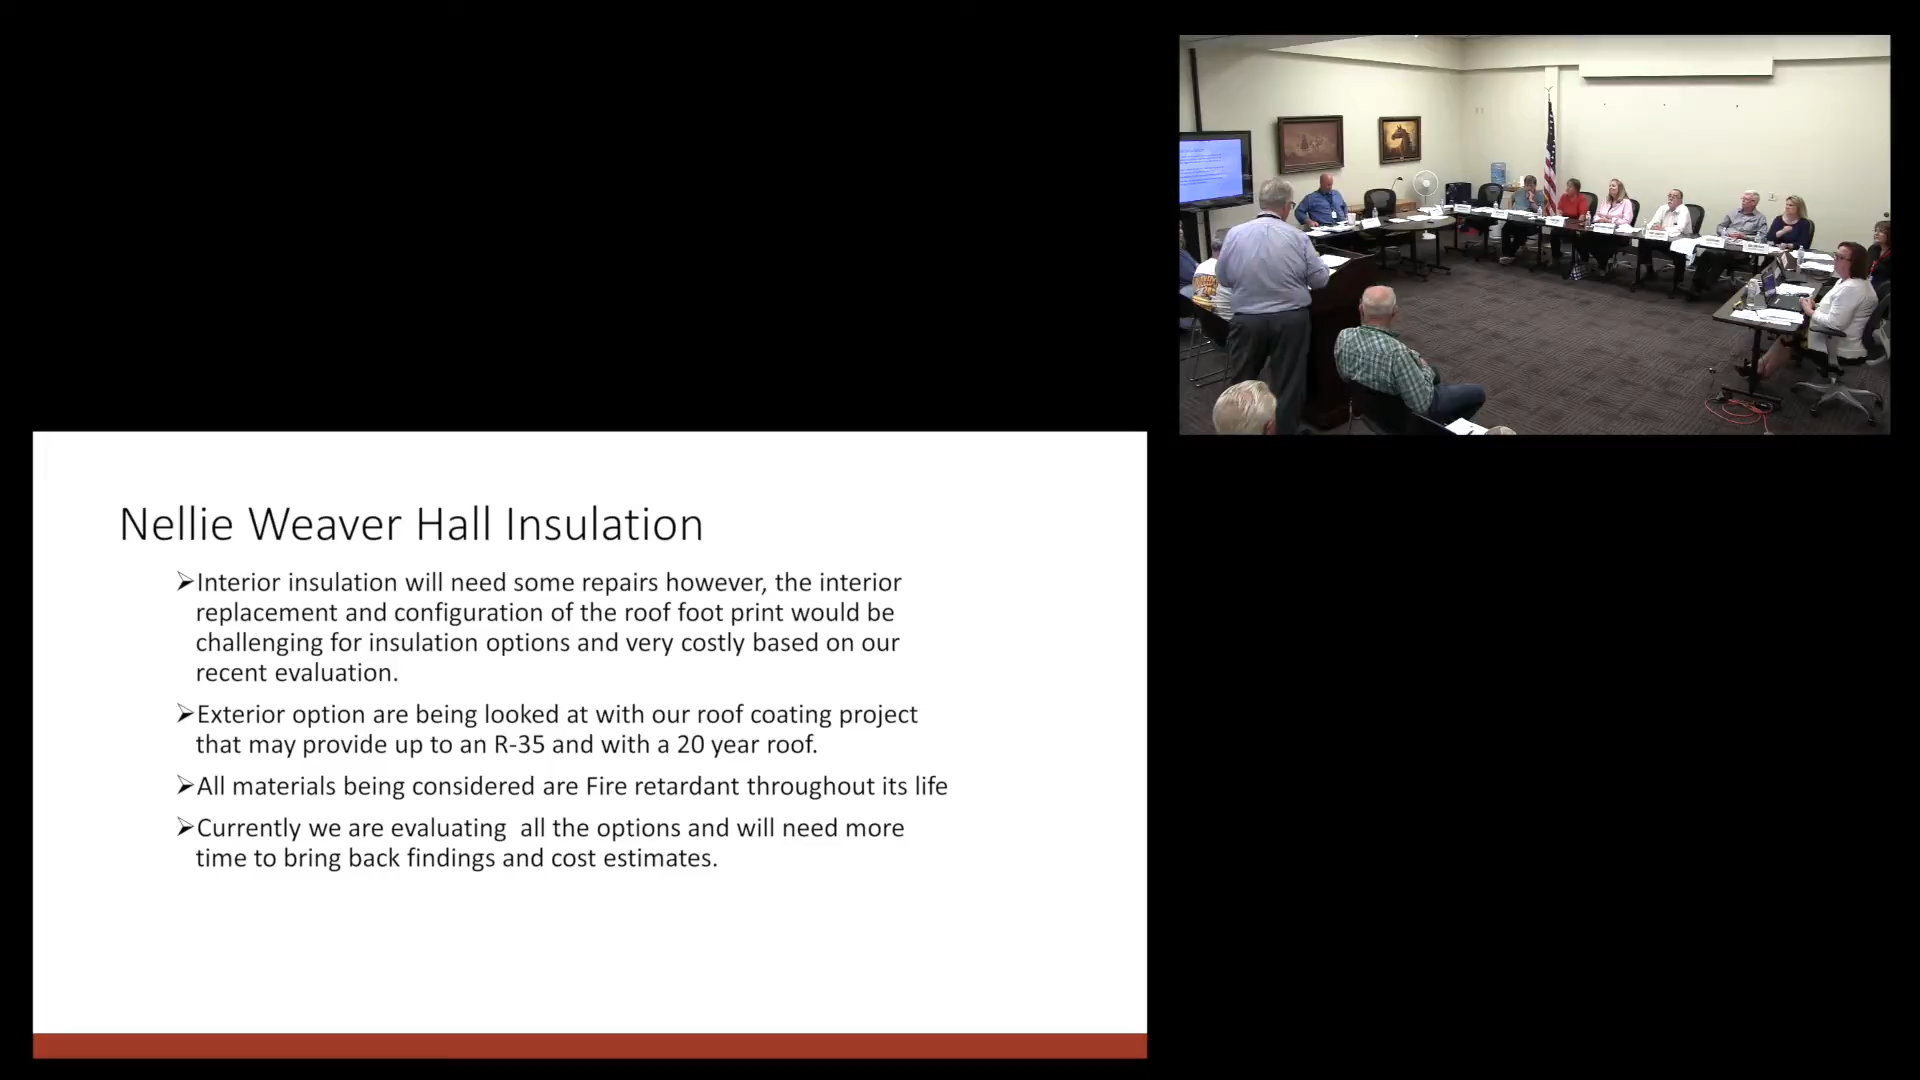 Nellie Weaver Hall Insulation
➢Interior insulation will need some repairs however, the interior
replacement and configuration of the roof foot print would be
challenging for insulation options and very costly based on our
recent evaluation.
➢Exterior option are being looked at with our roof coating project
that may provide up to an R-35 and with a 20 year roof.
➢All materials being considered are Fire retardant throughout its life
➢Currently we are evaluating  all the options and will need more
time to bring back findings and cost estimates.